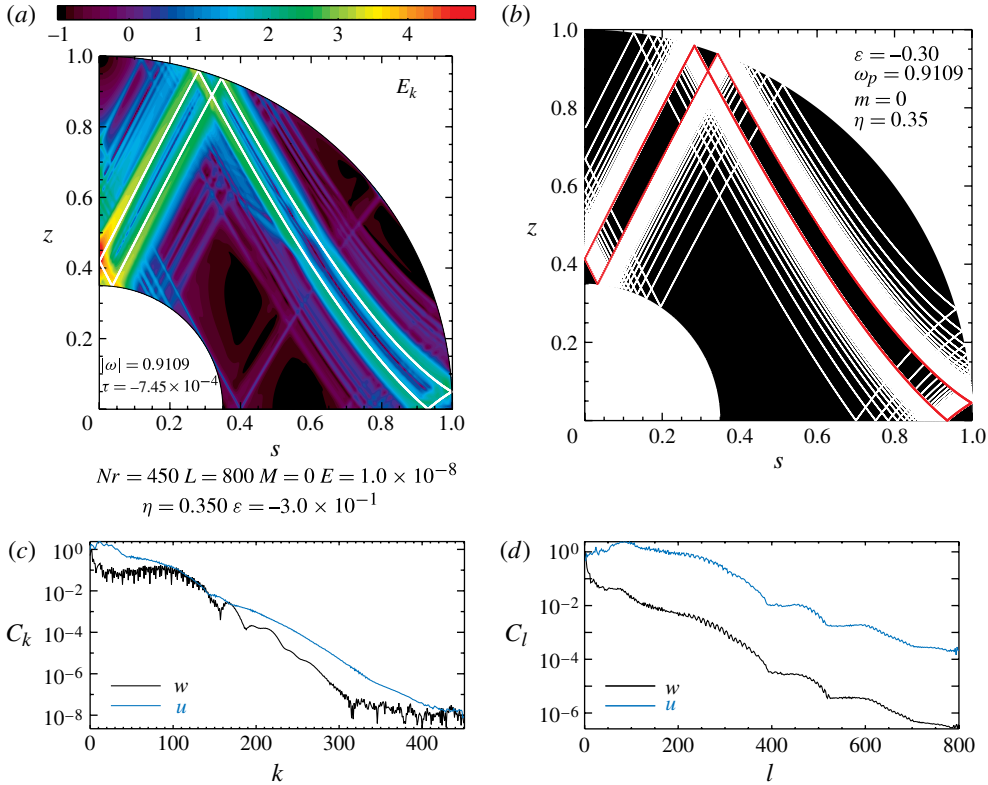 (a)
−1 0 1 2 3 4
E_k
1.0
0.8
0.6
z
0.4
0.2
0
|ω| = 0.9109
τ = −7.45 × 10^{−4}
0 0.2 0.4 0.6 0.8 1.0
s
Nr = 450 L = 800 M = 0 E = 1.0 × 10^{−8}
η = 0.350 ε = −3.0 × 10^{−1}
(b)
ε = −0.30
ω_p = 0.9109
m = 0
η = 0.35
1.0
0.8
0.6
z
0.4
0.2
0
0 0.2 0.4 0.6 0.8 1.0
s
(c)
10^0
10^{−2}
C_k
10^{−4}
10^{−6}
10^{−8}
w
u
0 100 200 300 400
k
(d)
10^0
10^{−2}
C_l
10^{−4}
10^{−6}
w
u
0 200 400 600 800
l